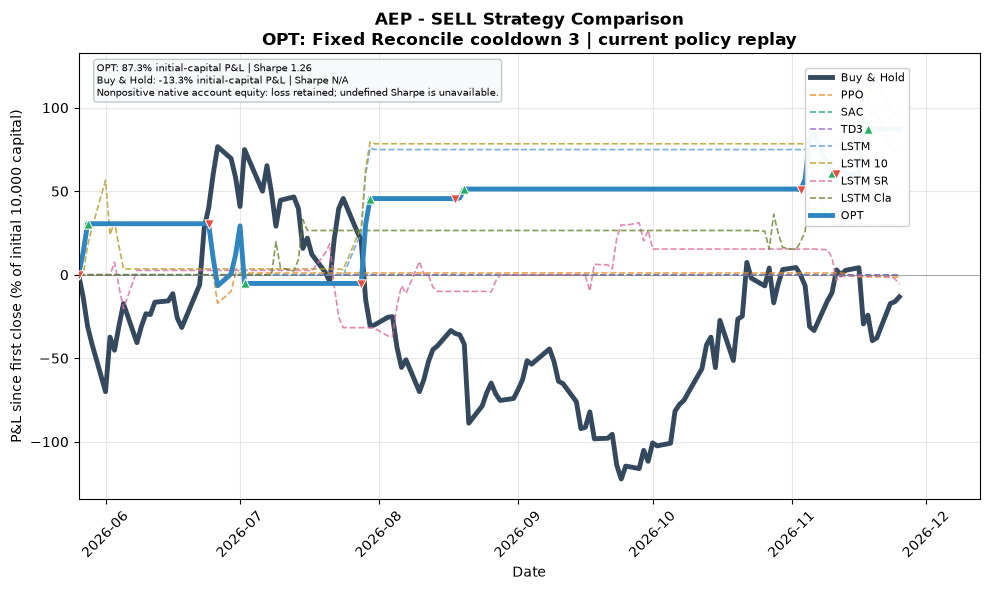 AEP - SELL Strategy Comparison
OPT: Fixed Reconcile cooldown 3 | current policy replay
OPT: 87.3% initial-capital P&L | Sharpe 1.26
Buy & Hold: -13.3% initial-capital P&L | Sharpe N/A
Nonpositive native account equity: loss retained; undefined Sharpe is unavailable.
Buy & Hold
PPO
SAC
TD3
LSTM
LSTM 10
LSTM SR
LSTM Cla
OPT
P&L since first close (% of initial 10,000 capital)
100
50
0
−50
−100
2026-06
2026-07
2026-08
2026-09
2026-10
2026-11
2026-12
Date